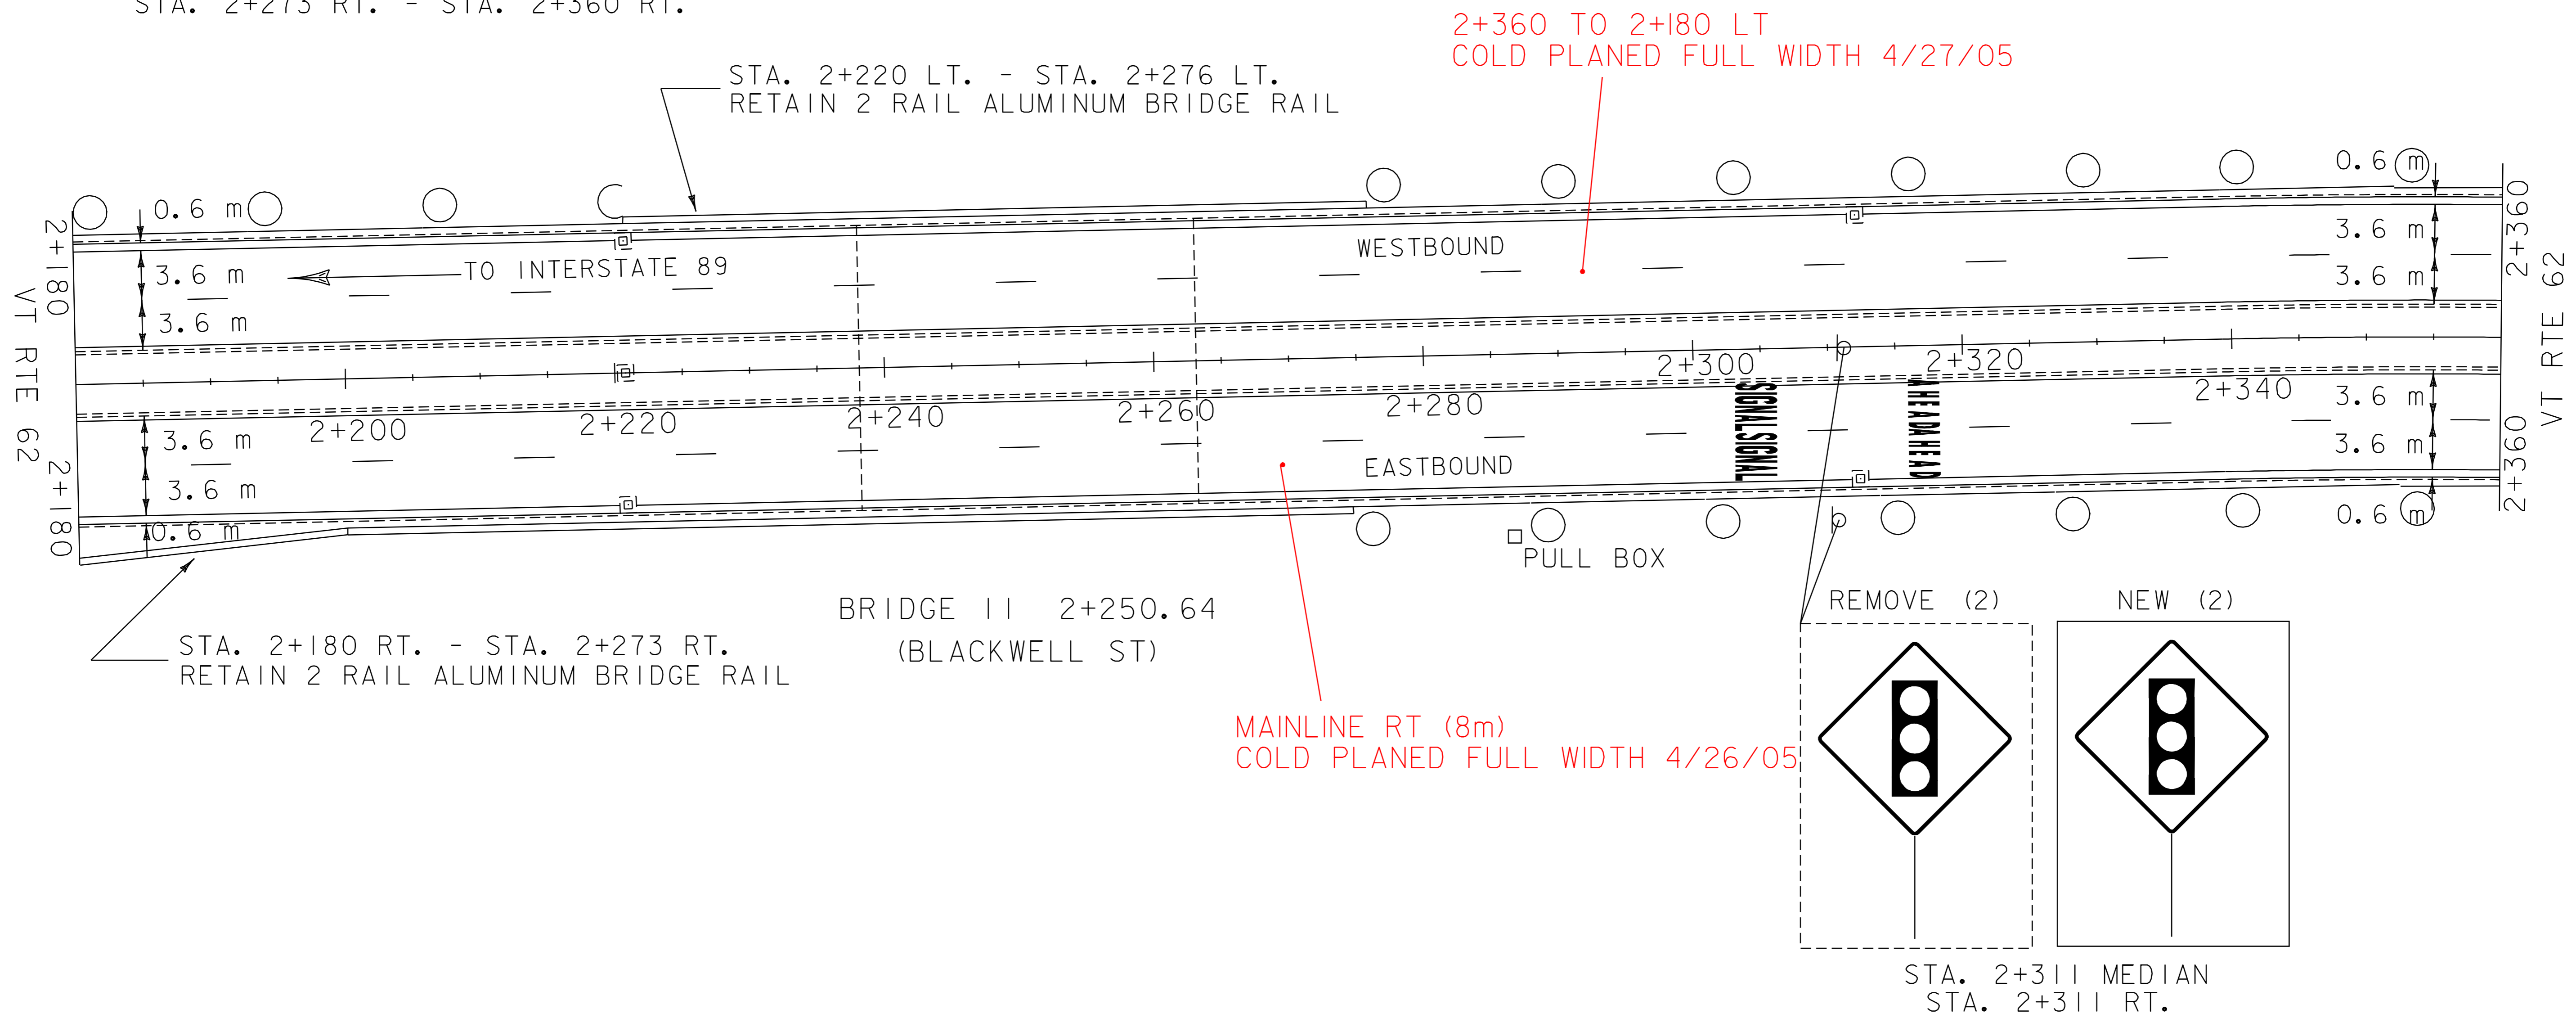 STA. 2+273 RT. - STA. 2+360 RT.
2+360 TO 2+180 LT
COLD PLANED FULL WIDTH 4/27/05
STA. 2+220 LT. - STA. 2+276 LT.
RETAIN 2 RAIL ALUMINUM BRIDGE RAIL
0.6 m
0.6 m
2+180
2+360
3.6 m
WESTBOUND
TO INTERSTATE 89
3.6 m
3.6 m
3.6 m
VT RTE 62
VT RTE 62
2+300
2+320
2+340
2+280
2+260
2+240
2+220
2+200
SIGNAL SIGNAL
AHEAD AHEAD
3.6 m
3.6 m
3.6 m
3.6 m
EASTBOUND
2+180
2+360
0.6 m
0.6 m
PULL BOX
BRIDGE 11 2+250.64
(BLACKWELL ST)
STA. 2+180 RT. - STA. 2+273 RT.
RETAIN 2 RAIL ALUMINUM BRIDGE RAIL
MAINLINE RT (8m)
COLD PLANED FULL WIDTH 4/26/05
REMOVE (2)
NEW (2)
STA. 2+311 MEDIAN
STA. 2+311 RT.